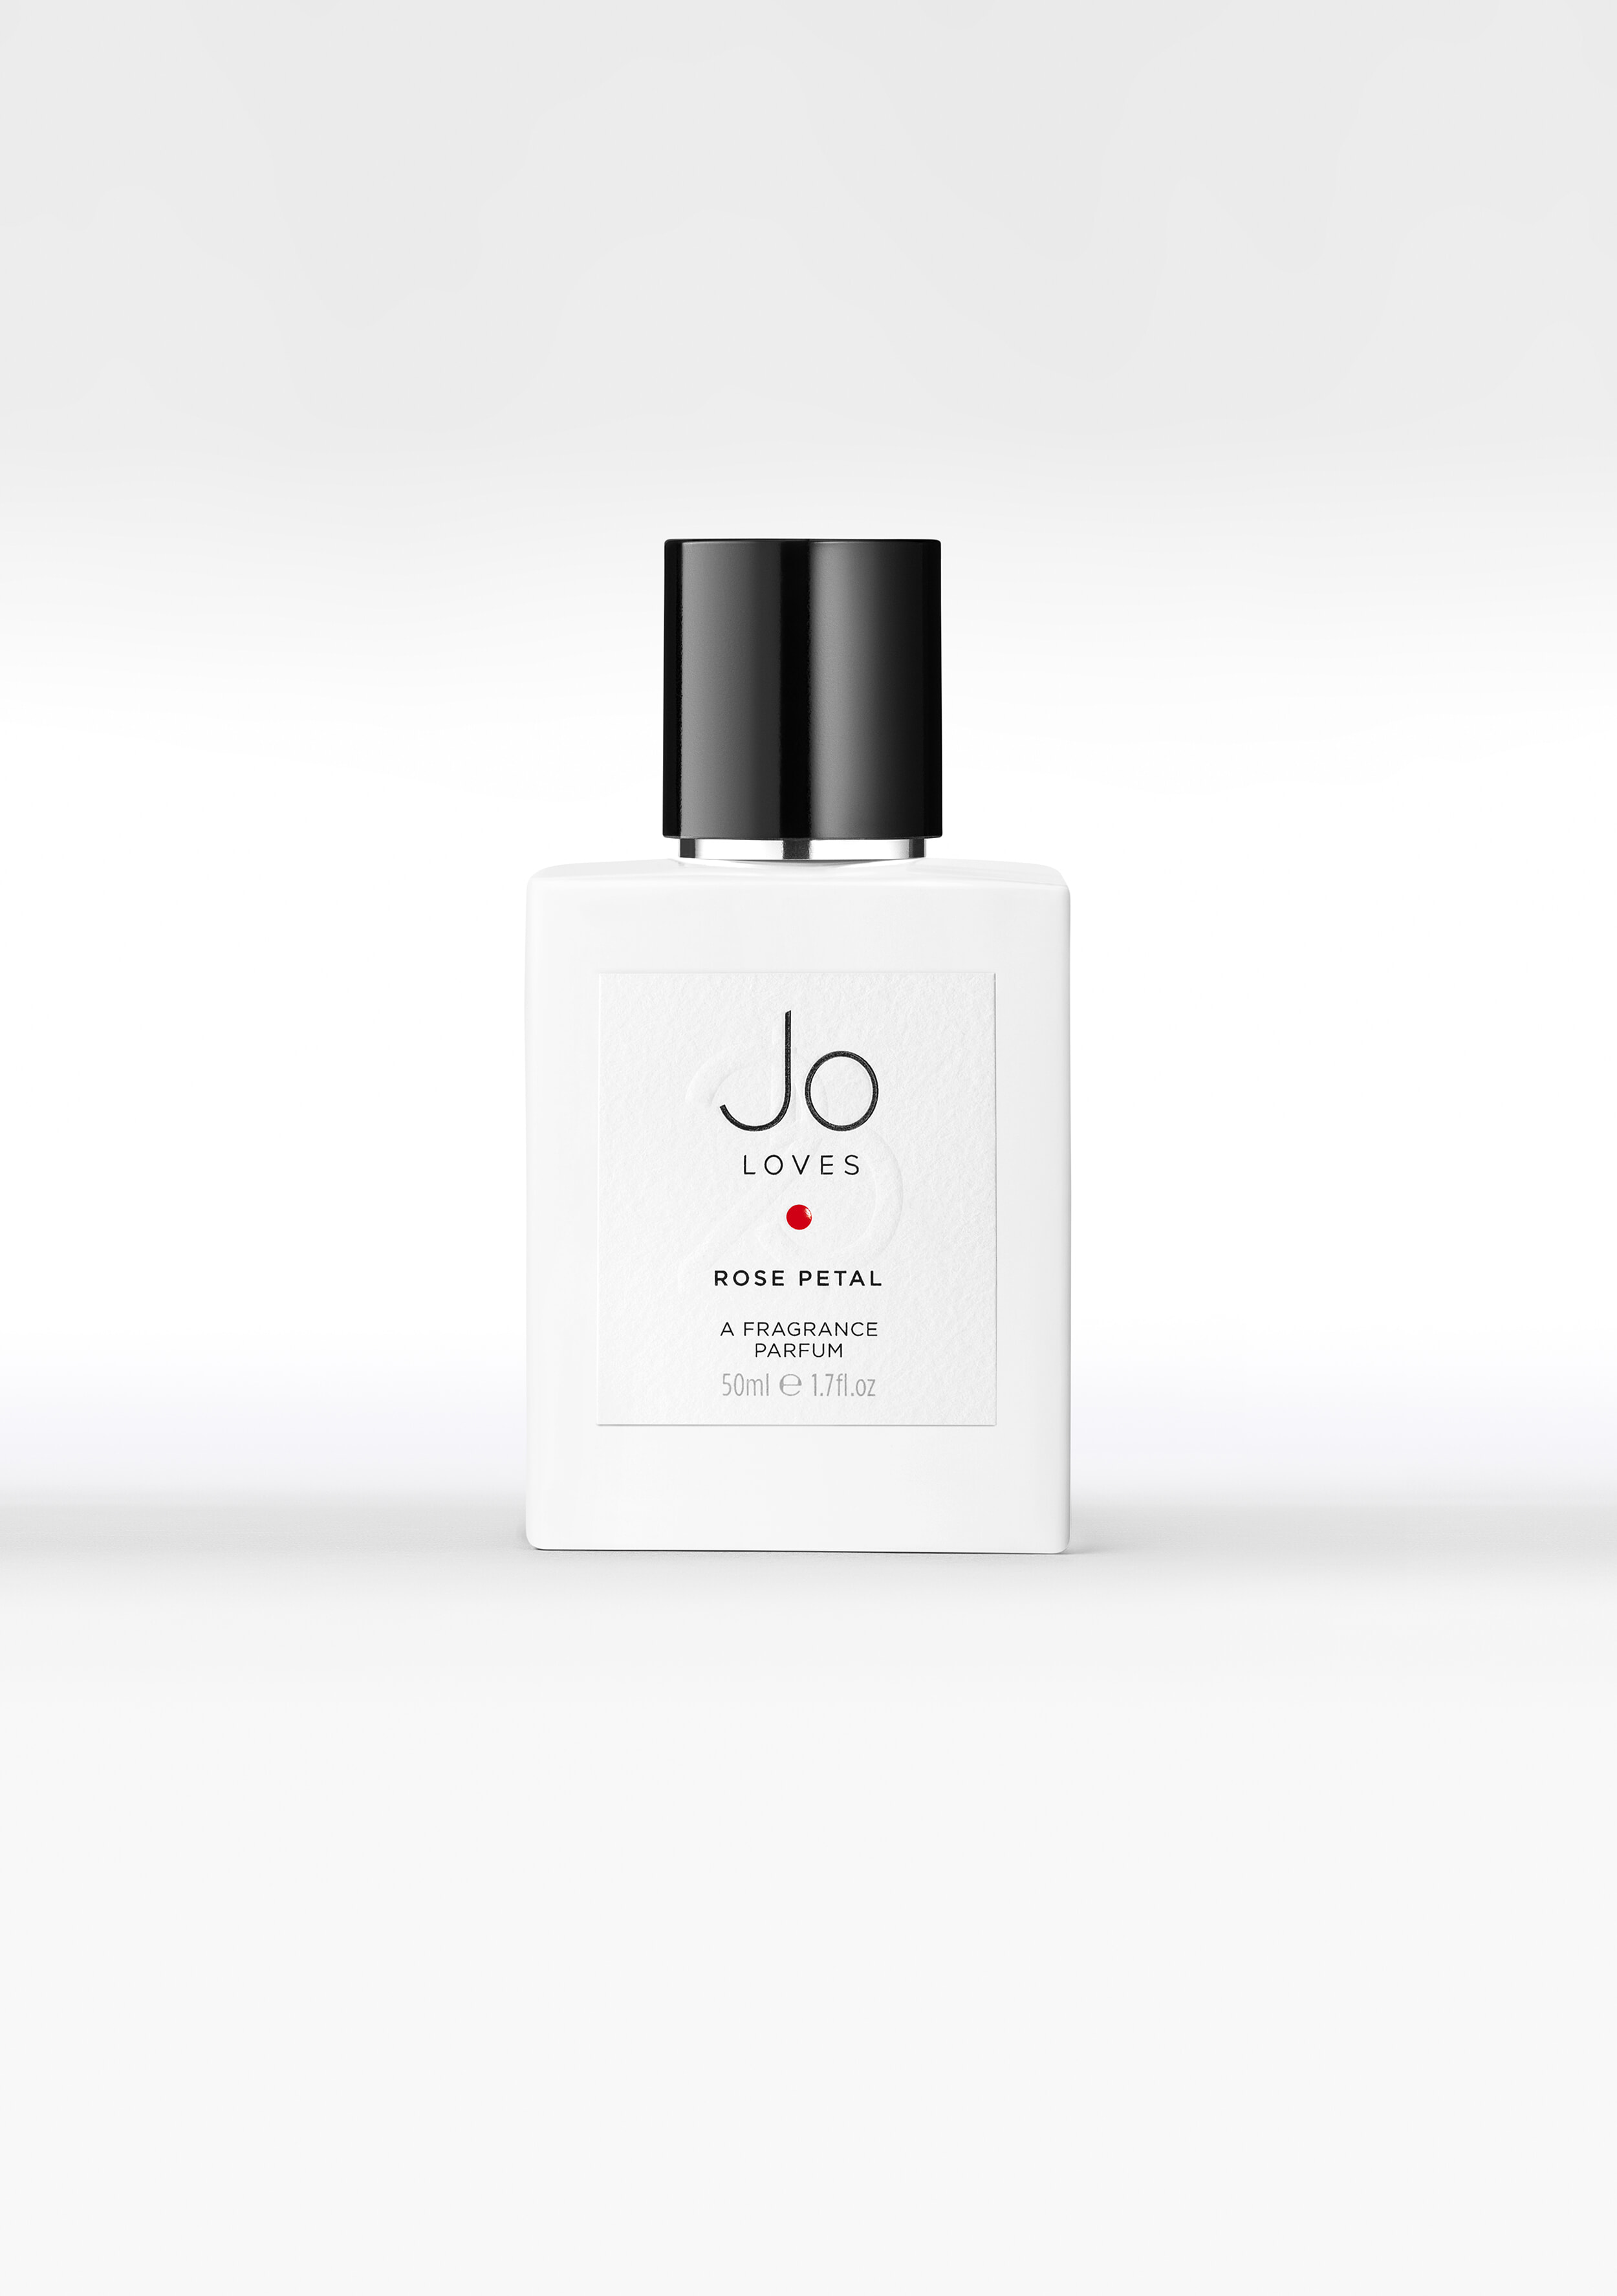 Jo
LOVES
ROSE PETAL
A FRAGRANCE
PARFUM
50ml ℮ 1.7fl.oz